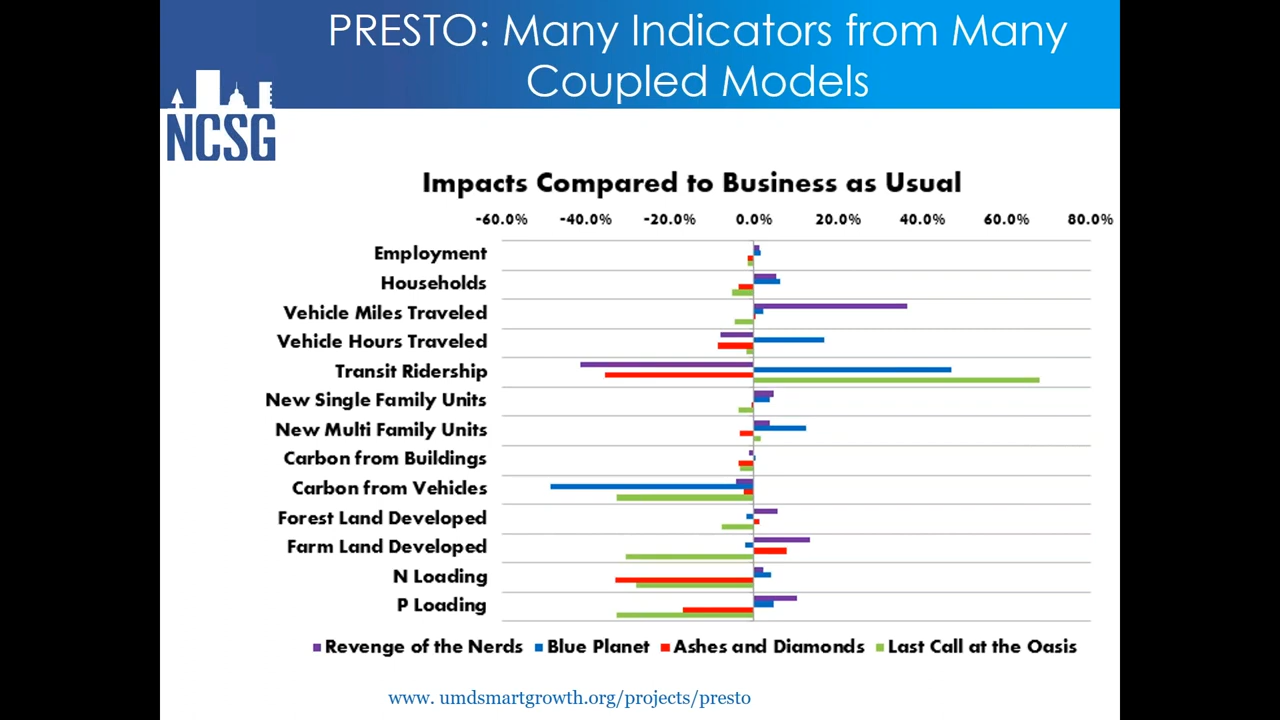 PRESTO: Many Indicators from Many
Coupled Models
NCSG
Impacts Compared to Business as Usual
-60.0% -40.0% -20.0% 0.0% 20.0% 40.0% 60.0% 80.0%
Employment
Households
Vehicle Miles Traveled
Vehicle Hours Traveled
Transit Ridership
New Single Family Units
New Multi Family Units
Carbon from Buildings
Carbon from Vehicles
Forest Land Developed
Farm Land Developed
N Loading
P Loading
Revenge of the Nerds Blue Planet Ashes and Diamonds Last Call at the Oasis
www. umdsmartgrowth.org/projects/presto